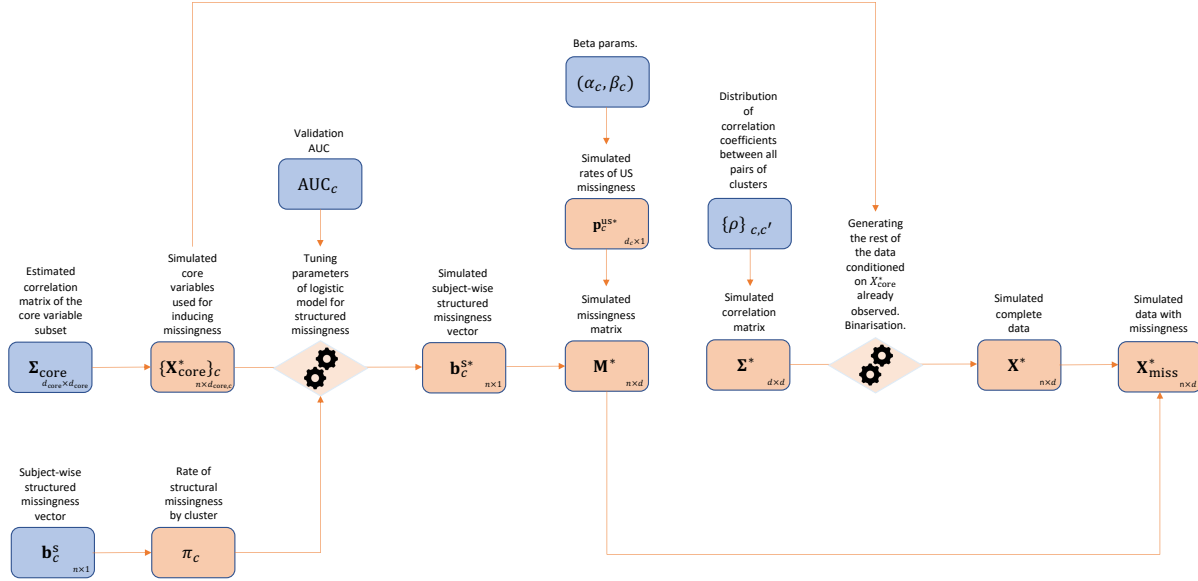 Beta params.
(α_c, β_c)
Distribution
of
correlation
coefficients
between all
pairs of
clusters
Validation
AUC
AUC_c
Simulated
rates of US
missingness
p_c^{us*}
d_c×1
{ρ}_{c,c′}
Estimated
correlation
matrix of the
core variable
subset
Σ_core
d_core×d_core
Simulated
core
variables
used for
inducing
missingness
{X*_core}_c
n×d_core,c
Tuning
parameters
of logistic
model for
structured
missingness
Simulated
subject-wise
structured
missingness
vector
b_c^{s*}
n×1
Simulated
missingness
matrix
M*
n×d
Simulated
correlation
matrix
Σ*
d×d
Generating
the rest of
the data
conditioned
on X*_core
already
observed.
Binarisation.
Simulated
complete
data
X*
n×d
Simulated
data with
missingness
X*_miss
n×d
Subject-wise
structured
missingness
vector
b_c^s
n×1
Rate of
structural
missingness
by cluster
π_c